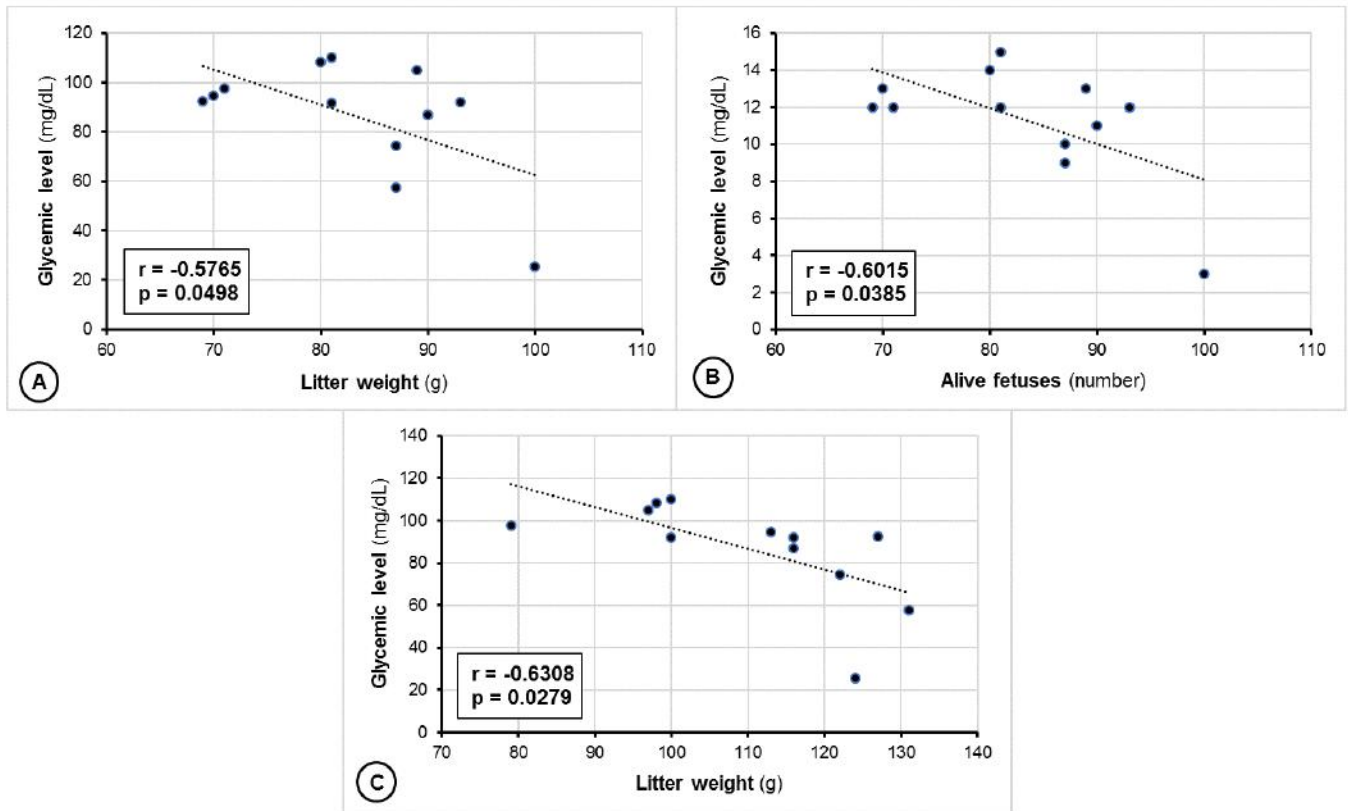 120
100
80
60
40
20
0
Glycemic level (mg/dL)
r = -0.5765
p = 0.0498
60 70 80 90 100 110
Litter weight (g)
A
16
14
12
10
8
6
4
2
0
Glycemic level (mg/dL)
r = -0.6015
p = 0.0385
60 70 80 90 100 110
Alive fetuses (number)
B
140
120
100
80
60
40
20
0
Glycemic level (mg/dL)
r = -0.6308
p = 0.0279
70 80 90 100 110 120 130 140
Litter weight (g)
C